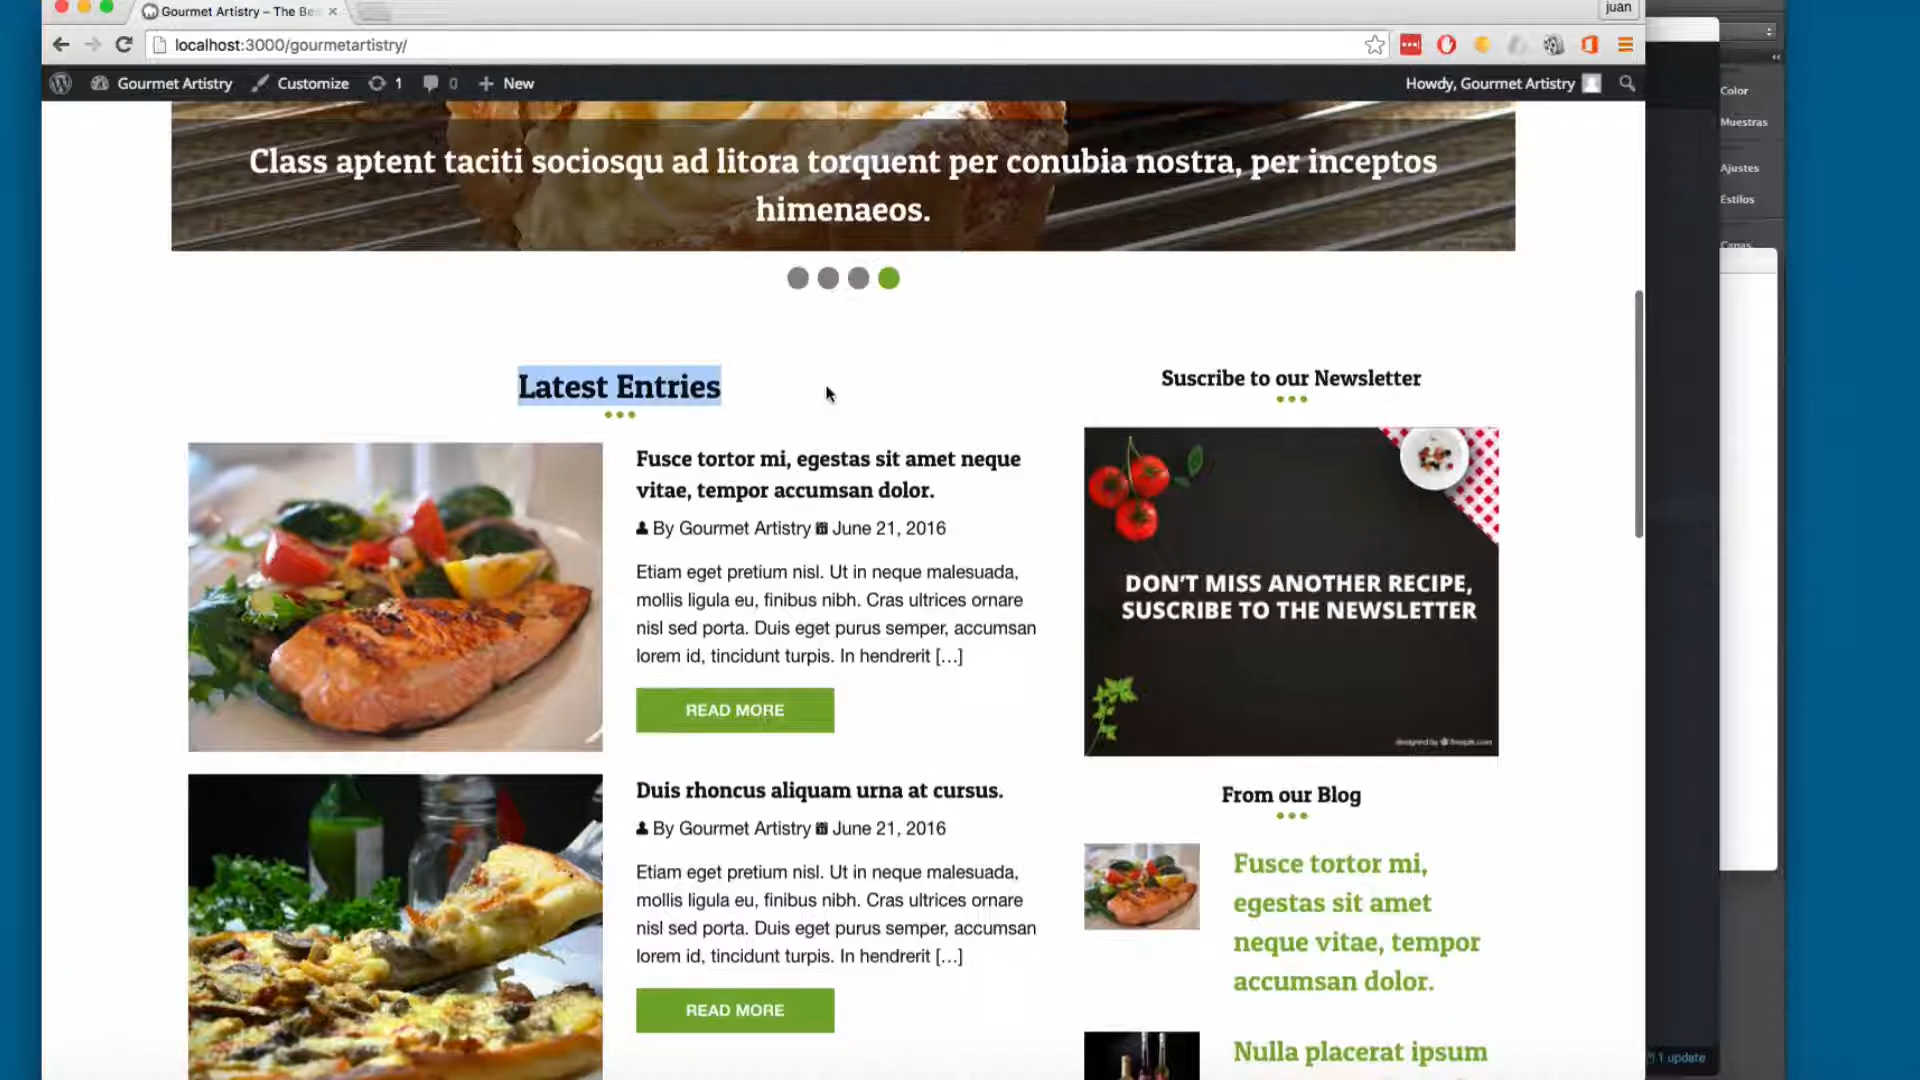 Gourmet Artistry – The Be
juan
localhost:3000/gourmetartistry/
Gourmet Artistry Customize 1 0 New Howdy, Gourmet Artistry
Color
Muestras
Ajustes
Estilos
Capas
Class aptent taciti sociosqu ad litora torquent per conubia nostra, per inceptos
himenaeos.
Latest Entries
Fusce tortor mi, egestas sit amet neque
vitae, tempor accumsan dolor.
By Gourmet Artistry June 21, 2016
Etiam eget pretium nisl. Ut in neque malesuada,
mollis ligula eu, finibus nibh. Cras ultrices ornare
nisl sed porta. Duis eget purus semper, accumsan
lorem id, tincidunt turpis. In hendrerit […]
READ MORE
Duis rhoncus aliquam urna at cursus.
By Gourmet Artistry June 21, 2016
Etiam eget pretium nisl. Ut in neque malesuada,
mollis ligula eu, finibus nibh. Cras ultrices ornare
nisl sed porta. Duis eget purus semper, accumsan
lorem id, tincidunt turpis. In hendrerit […]
READ MORE
Suscribe to our Newsletter
DON'T MISS ANOTHER RECIPE,
SUSCRIBE TO THE NEWSLETTER
designed by freepik.com
From our Blog
Fusce tortor mi,
egestas sit amet
neque vitae, tempor
accumsan dolor.
Nulla placerat ipsum
1 update